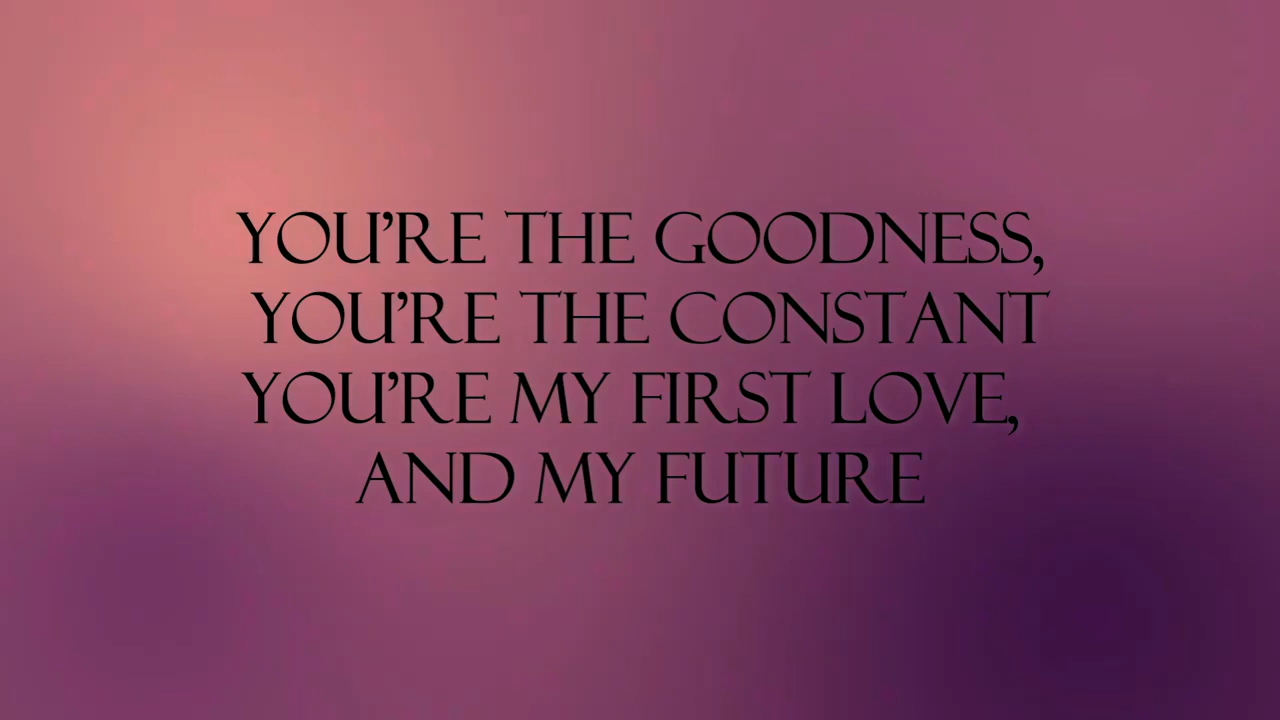 YOU’RE THE GOODNESS,
YOU’RE THE CONSTANT
YOU’RE MY FIRST LOVE,
AND MY FUTURE